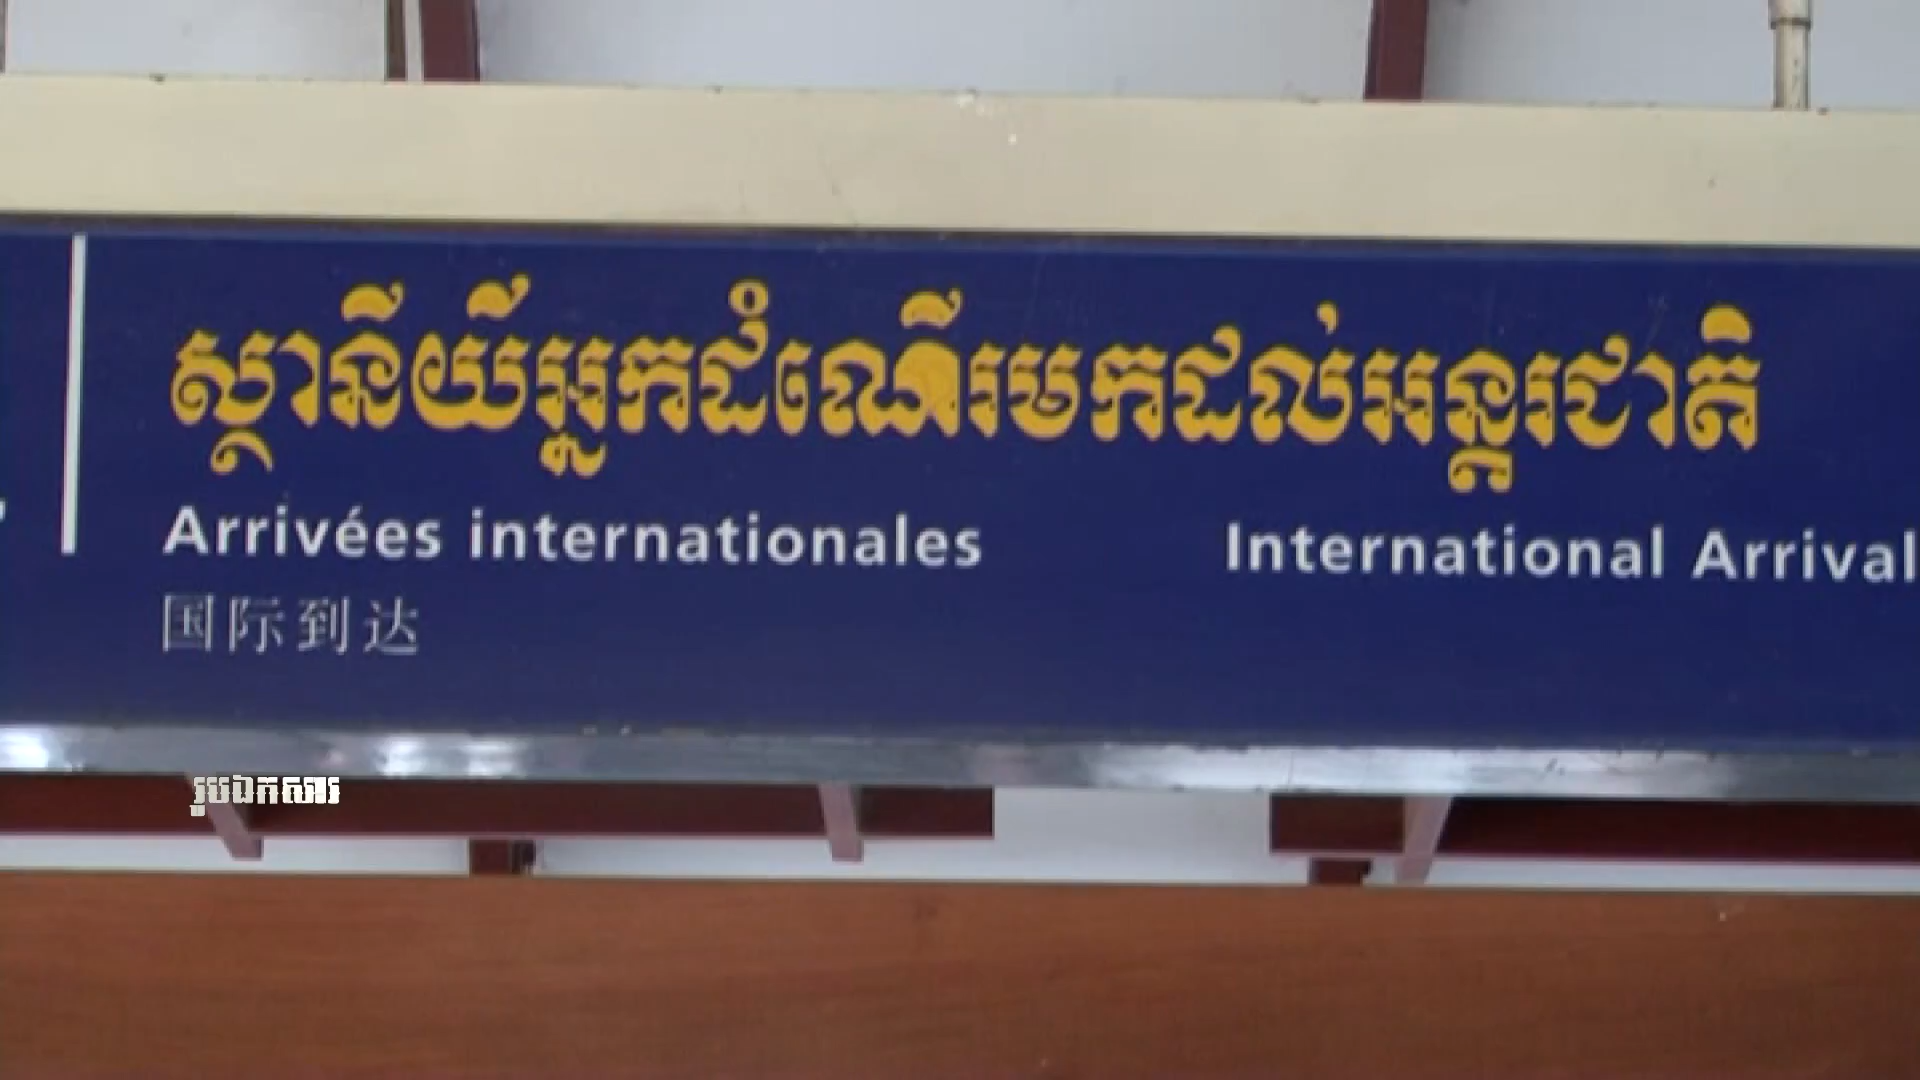 ស្ថានីយ៍អ្នកដំណើរមកដល់អន្តរជាតិ
Arrivées internationales
International Arrival
国际到达
រូបឯកសារ